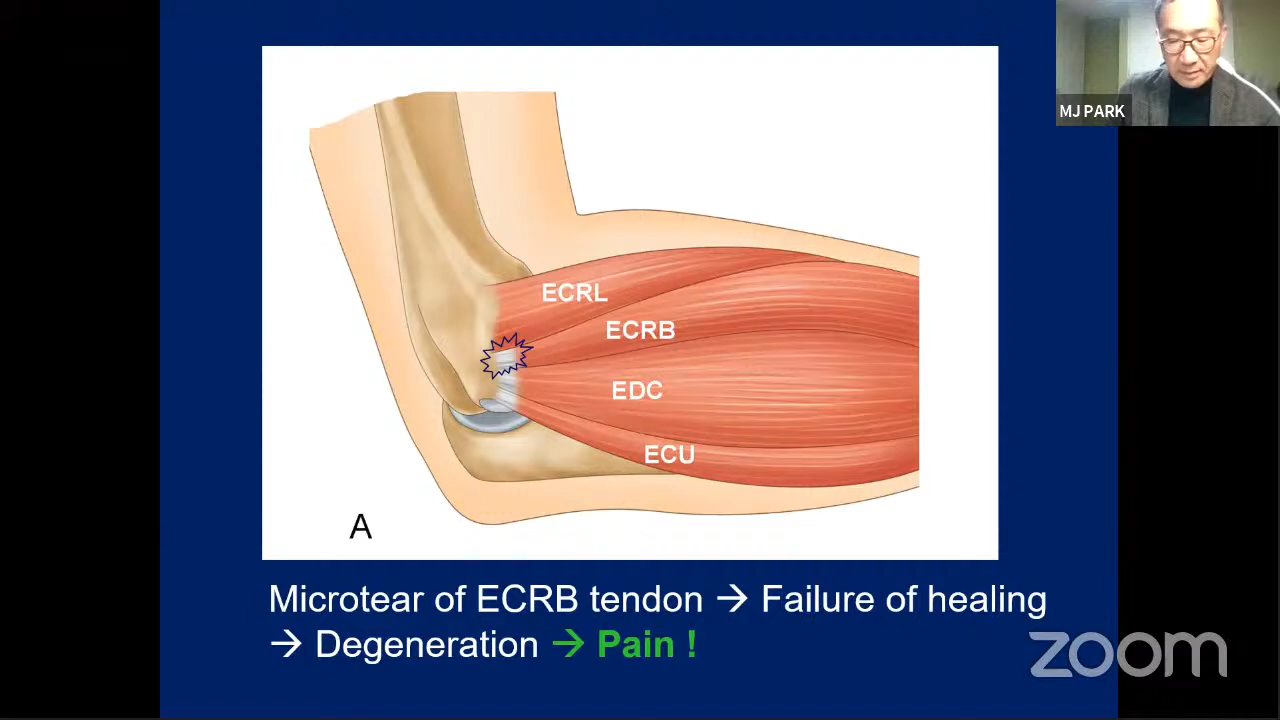 MJ PARK
ECRL
ECRB
EDC
ECU
A
Microtear of ECRB tendon → Failure of healing
→ Degeneration → Pain !
zoom